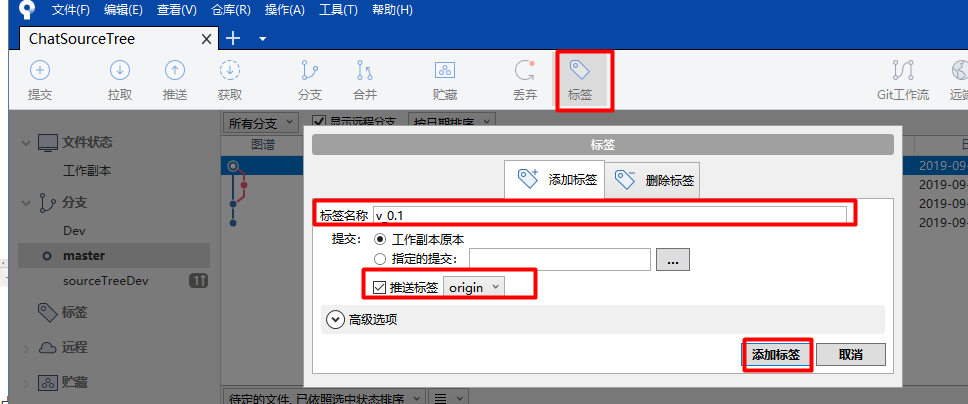 文件(F) 编辑(E) 查看(V) 仓库(R) 操作(A) 工具(T) 帮助(H)
ChatSourceTree
提交 拉取 推送 获取 分支 合并 贮藏 丢弃 标签 Git工作流 远端
所有分支 显示远程分支 按日期排序
图谱
文件状态
工作副本
分支
Dev
master
sourceTreeDev 1
标签
远程
贮藏
标签
添加标签 删除标签
标签名称 v_0.1
提交： 工作副本原本
指定的提交： ...
推送标签 origin
高级选项
添加标签 取消
2019-09-
2019-09-
2019-09-
2019-09-
待定的文件, 已依照选中状态排序